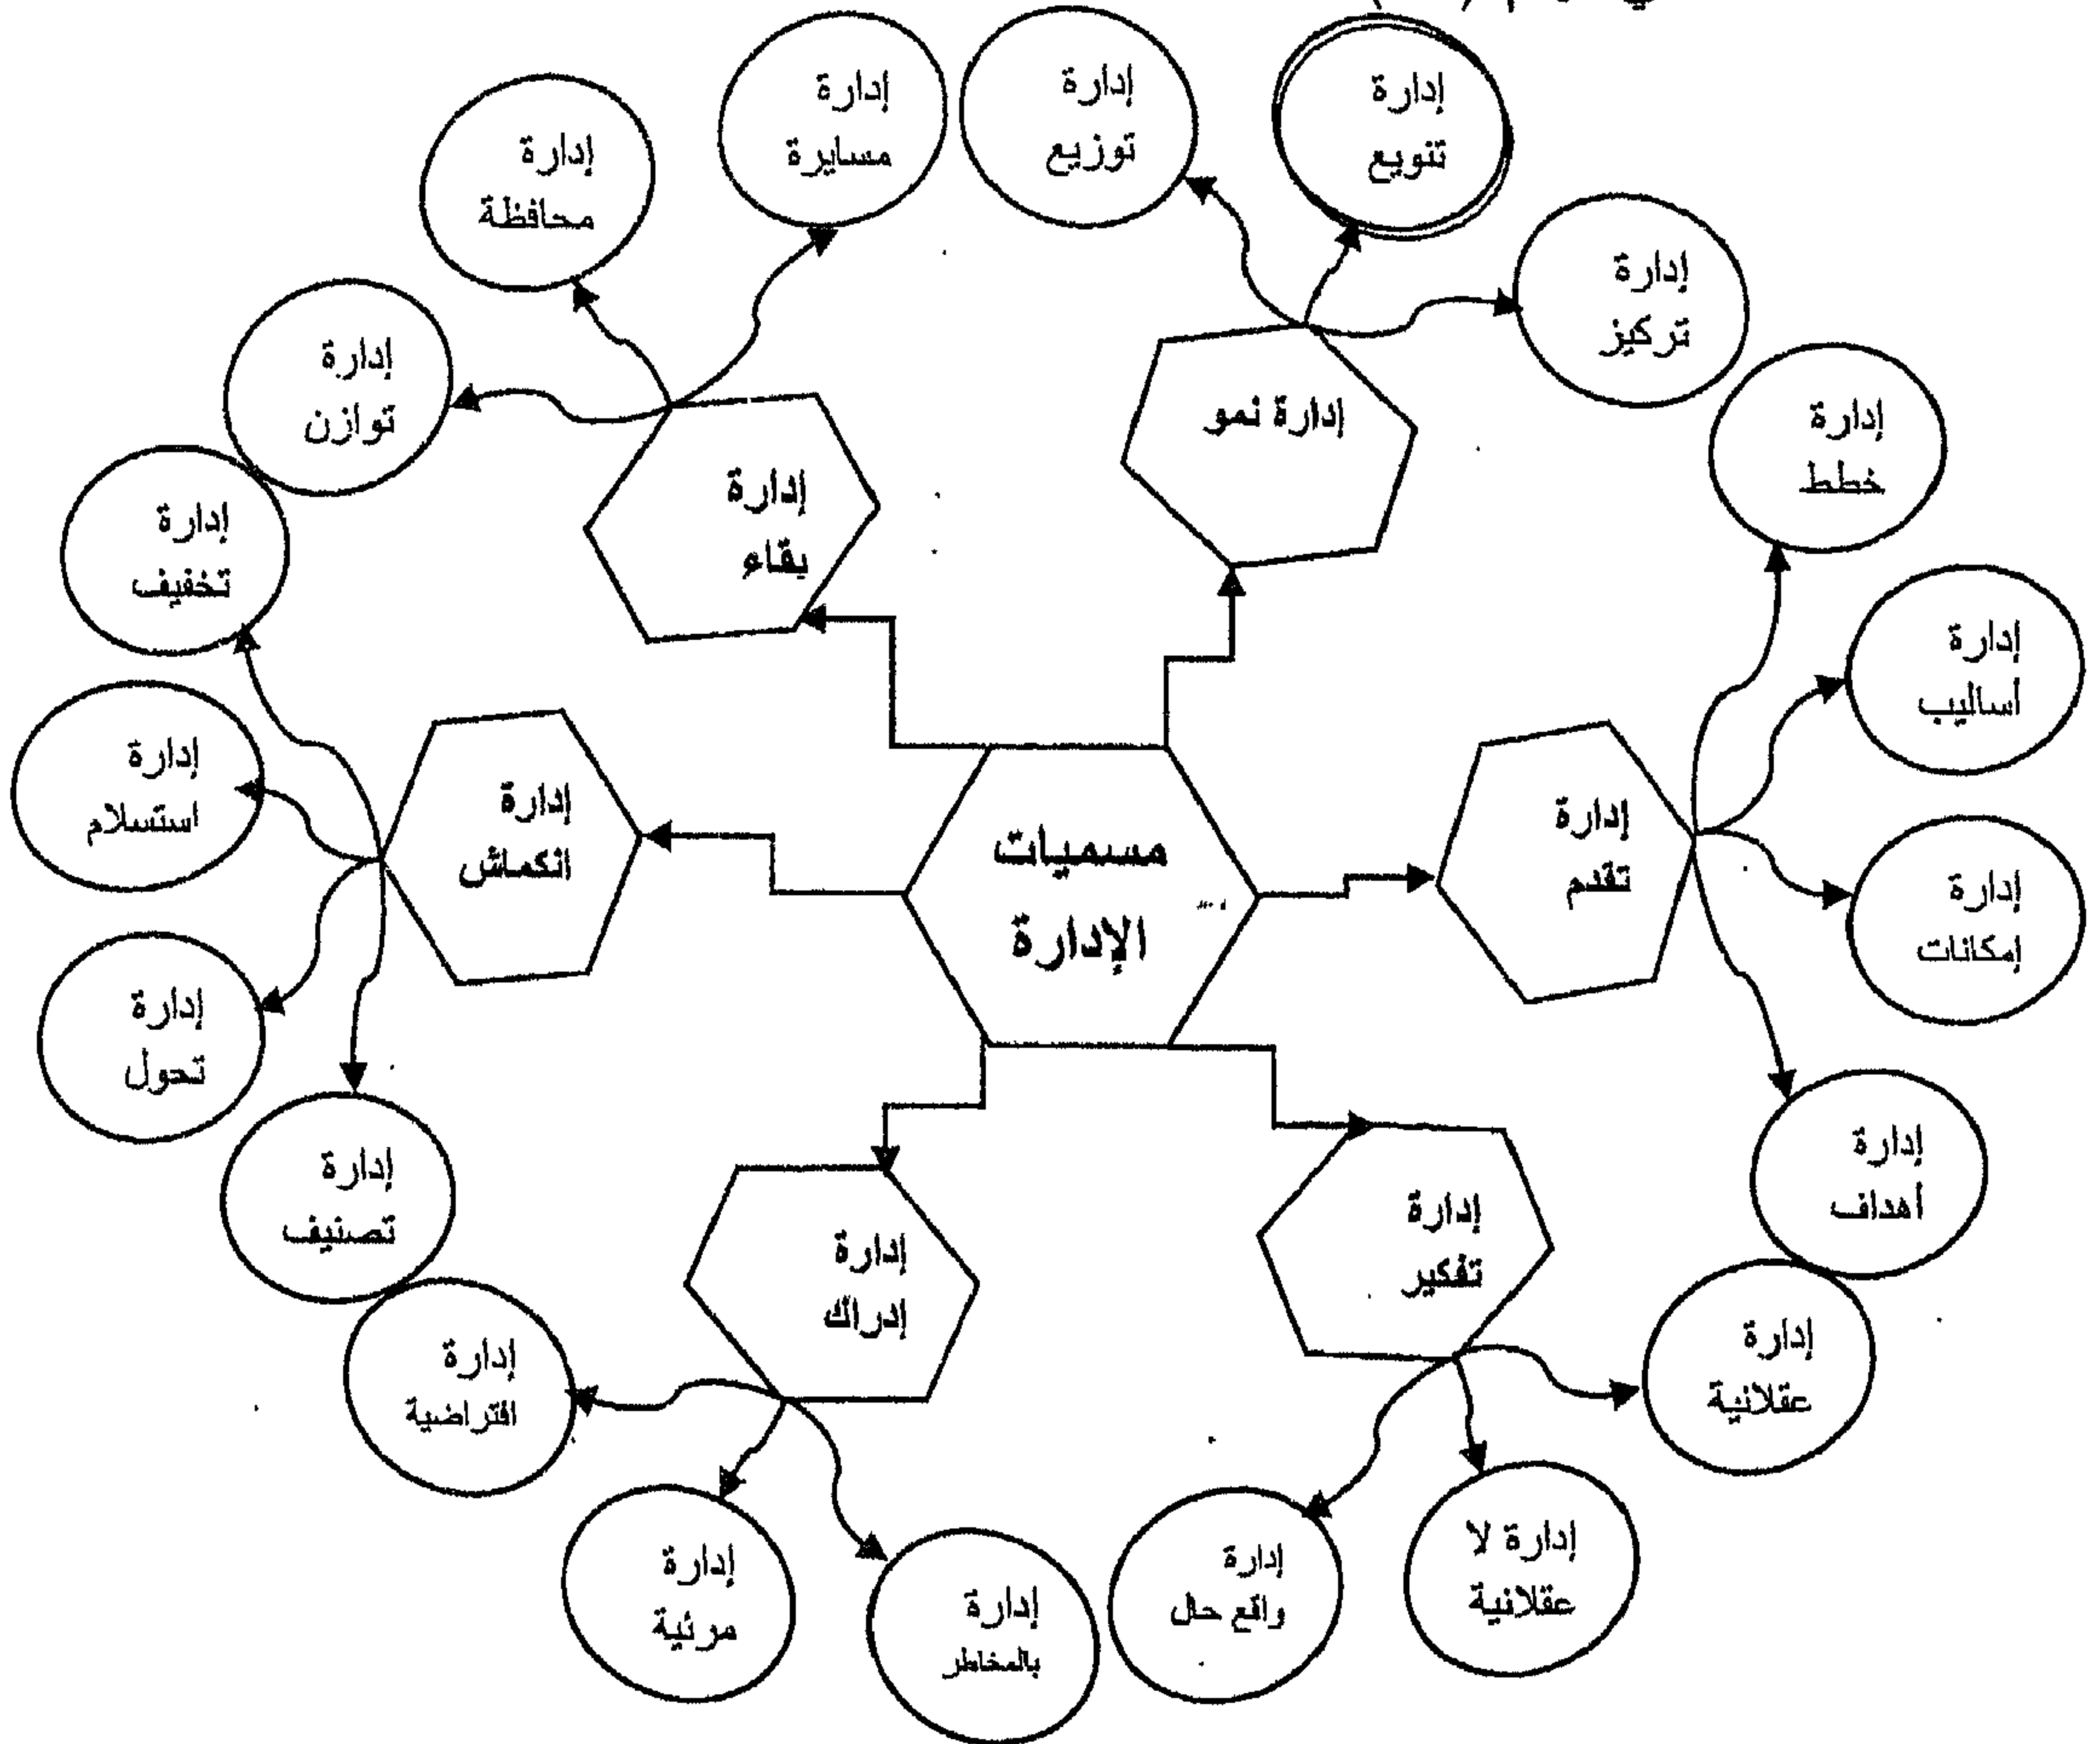 مسميات
الإدارة
إدارة نمو
إدارة
توزيع
إدارة
تنويع
إدارة
تركيز
إدارة
تقدم
إدارة
خطط
إدارة
أساليب
إدارة
إمكانات
إدارة
أهداف
إدارة
تفكير
إدارة
عقلانية
إدارة لا
عقلانية
إدارة
واقع حال
إدارة
إدراك
إدارة
بالمخاطر
إدارة
مرئية
إدارة
افتراضية
إدارة
انكماش
إدارة
تصنيف
إدارة
تحول
إدارة
استسلام
إدارة
تخفيف
إدارة
بقاء
إدارة
توازن
إدارة
محافظة
إدارة
مسايرة